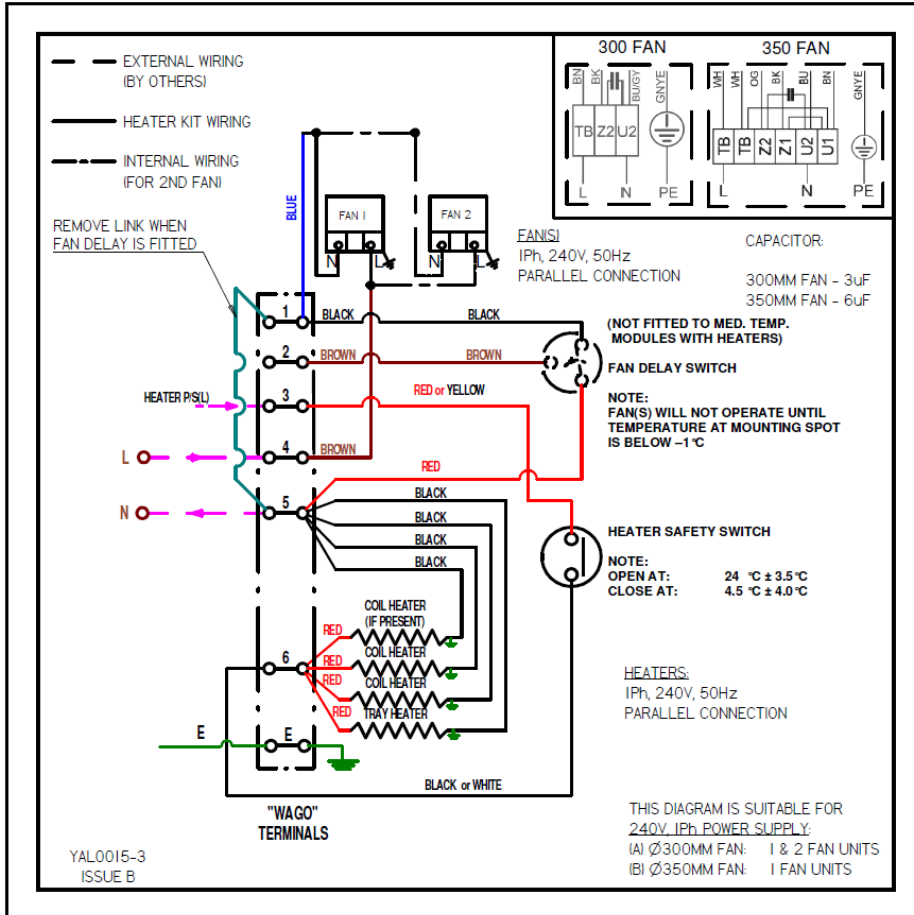 EXTERNAL WIRING
(BY OTHERS)
HEATER KIT WIRING
INTERNAL WIRING
(FOR 2ND FAN)
300 FAN
350 FAN
BN
BK
BU/GY
GNYE
WH
WH
OG
BK
BU
BN
GNYE
TB
Z2
U2
TB
TB
Z2
Z1
U2
U1
L
N
PE
L
N
PE
REMOVE LINK WHEN
FAN DELAY IS FITTED
BLUE
FAN 1
FAN 2
N
L
N
L
FAN(S)
1Ph, 240V, 50Hz
PARALLEL CONNECTION
CAPACITOR:
300MM FAN - 3uF
350MM FAN - 6uF
1
BLACK
BLACK
(NOT FITTED TO MED. TEMP.
MODULES WITH HEATERS)
2
BROWN
BROWN
FAN DELAY SWITCH
HEATER P/S(L)
3
RED or YELLOW
NOTE:
FAN(S) WILL NOT OPERATE UNTIL
TEMPERATURE AT MOUNTING SPOT
IS BELOW -1°C
L
4
BROWN
RED
N
5
BLACK
BLACK
BLACK
BLACK
HEATER SAFETY SWITCH
NOTE:
OPEN AT: 24 °C ± 3.5°C
CLOSE AT: 4.5 °C ± 4.0°C
COIL HEATER
(IF PRESENT)
RED
6
RED
COIL HEATER
RED
COIL HEATER
RED
TRAY HEATER
HEATERS:
1Ph, 240V, 50Hz
PARALLEL CONNECTION
E
E
BLACK or WHITE
"WAGO"
TERMINALS
THIS DIAGRAM IS SUITABLE FOR
240V, 1Ph POWER SUPPLY:
(A) Ø300MM FAN: 1 & 2 FAN UNITS
(B) Ø350MM FAN: 1 FAN UNITS
YAL0015-3
ISSUE B